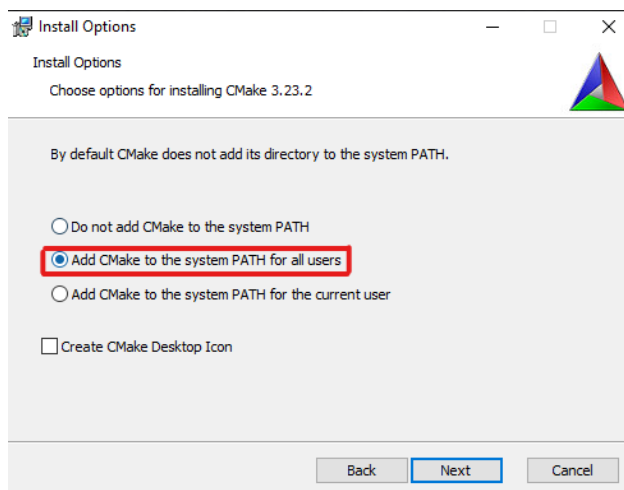 Install Options
Install Options
Choose options for installing CMake 3.23.2
By default CMake does not add its directory to the system PATH.
Do not add CMake to the system PATH
Add CMake to the system PATH for all users
Add CMake to the system PATH for the current user
Create CMake Desktop Icon
Back Next Cancel